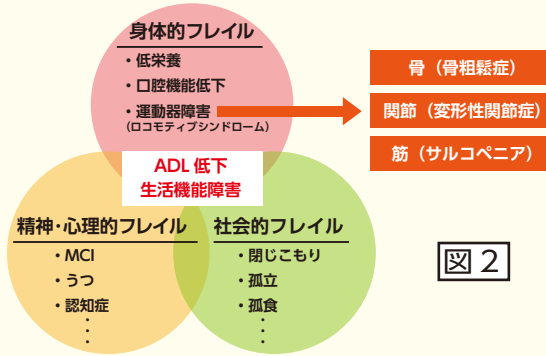 身体的フレイル
・低栄養
・口腔機能低下
・運動器障害
(ロコモティブシンドローム)
骨（骨粗鬆症）
関節（変形性関節症）
筋（サルコペニア）
ADL 低下
生活機能障害
精神・心理的フレイル
・MCI
・うつ
・認知症
・
・
・
社会的フレイル
・閉じこもり
・孤立
・孤食
・
・
・
図2